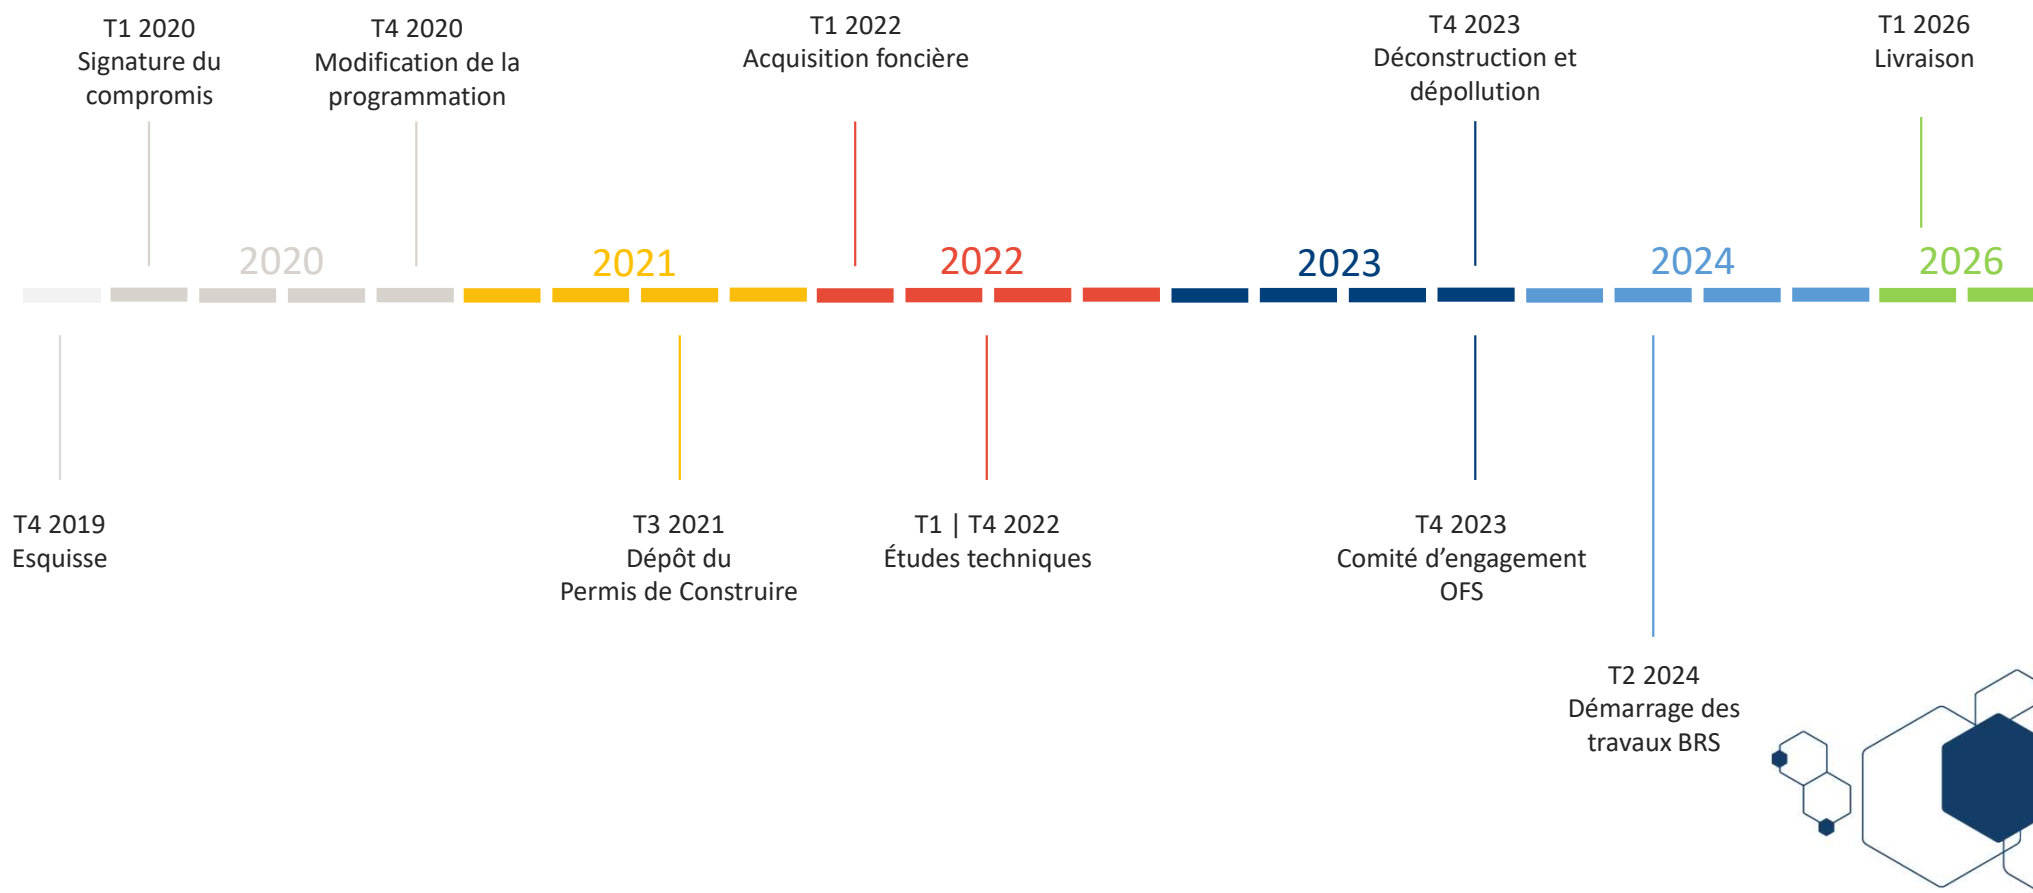 T1 2020
Signature du
compromis
T4 2020
Modification de la
programmation
T1 2022
Acquisition foncière
T4 2023
Déconstruction et
dépollution
T1 2026
Livraison
2020
2021
2022
2023
2024
2026
T4 2019
Esquisse
T3 2021
Dépôt du
Permis de Construire
T1 | T4 2022
Études techniques
T4 2023
Comité d’engagement
OFS
T2 2024
Démarrage des
travaux BRS